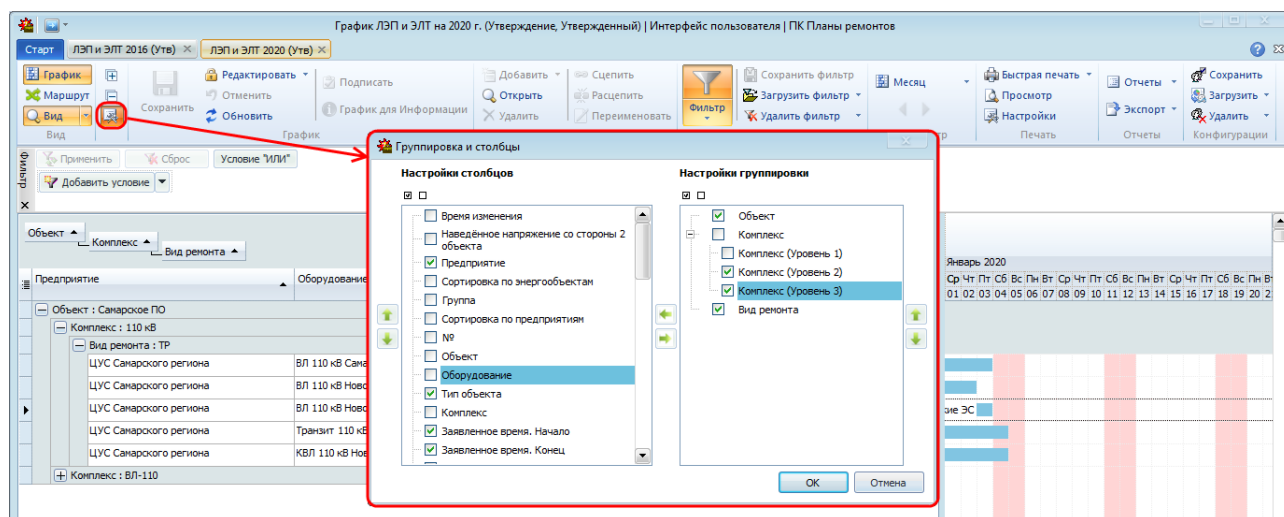 График ЛЭП и ЭЛТ на 2020 г. (Утверждение, Утвержденный) | Интерфейс пользователя | ПК Планы ремонтов
Старт ЛЭП и ЭЛТ 2016 (Утв) ЛЭП и ЭЛТ 2020 (Утв)
График Редактировать Подписать Добавить Сцепить Сохранить фильтр Месяц Быстрая печать Отчеты Сохранить
Маршрут Сохранить Отменить Открыть Расцепить Фильтр Загрузить фильтр Просмотр Загрузить
Вид Обновить График для Информации Удалить Переименовать Удалить фильтр Настройки Экспорт Удалить
Вид График р Печать Отчеты Конфигурации
Фильтр
Применить Сброс Условие "ИЛИ"
Добавить условие
Группировка и столбцы
Настройки столбцов Настройки группировки
Время изменения
Наведённое напряжение со стороны 2 объекта
Предприятие
Сортировка по энергообъектам
Группа
Сортировка по предприятиям
№
Объект
Оборудование
Тип объекта
Комплекс
Заявленное время. Начало
Заявленное время. Конец
Объект
Комплекс
Комплекс (Уровень 1)
Комплекс (Уровень 2)
Комплекс (Уровень 3)
Вид ремонта
OK Отмена
Объект
Комплекс
Вид ремонта
Предприятие Оборудование
Объект : Самарское ПО
Комплекс : 110 кВ
Вид ремонта : ТР
ЦУС Самарского региона ВЛ 110 кВ Сама
ЦУС Самарского региона ВЛ 110 кВ Ново
ЦУС Самарского региона ВЛ 110 кВ Ново
ЦУС Самарского региона Транзит 110 кВ
ЦУС Самарского региона КВЛ 110 кВ Нов
Комплекс : ВЛ-110
Январь 2020
Ср Чт Пт Сб Вс Пн Вт Ср Чт Пт Сб Вс Пн Вт Ср Чт Пт Сб Вс Пн В
01 02 03 04 05 06 07 08 09 10 11 12 13 14 15 16 17 18 19 20 2
кие ЭС